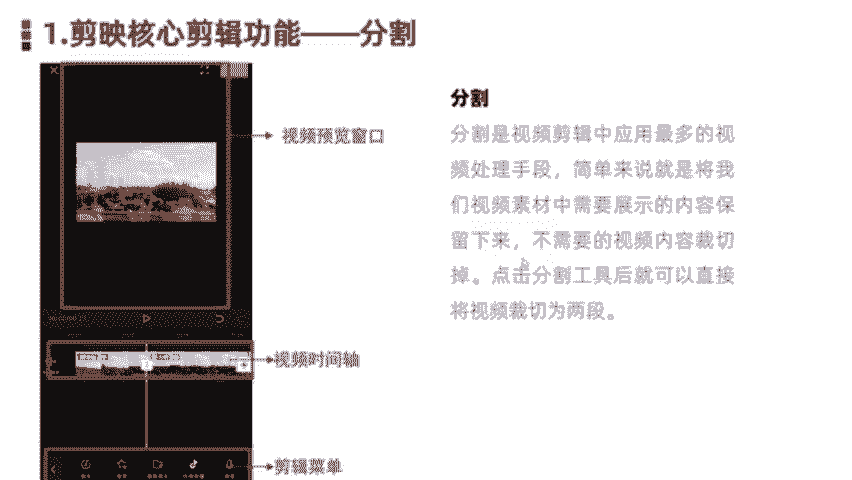 1.剪映核心剪辑功能——分割
视频预览窗口
视频时间轴
剪辑菜单
分割
分割是视频剪辑中应用最多的视
频处理手段，简单来说就是将我
们视频素材中需要展示的内容保
留下来，不需要的视频内容裁切
掉。点击分割工具后就可以直接
将视频裁切为两段。